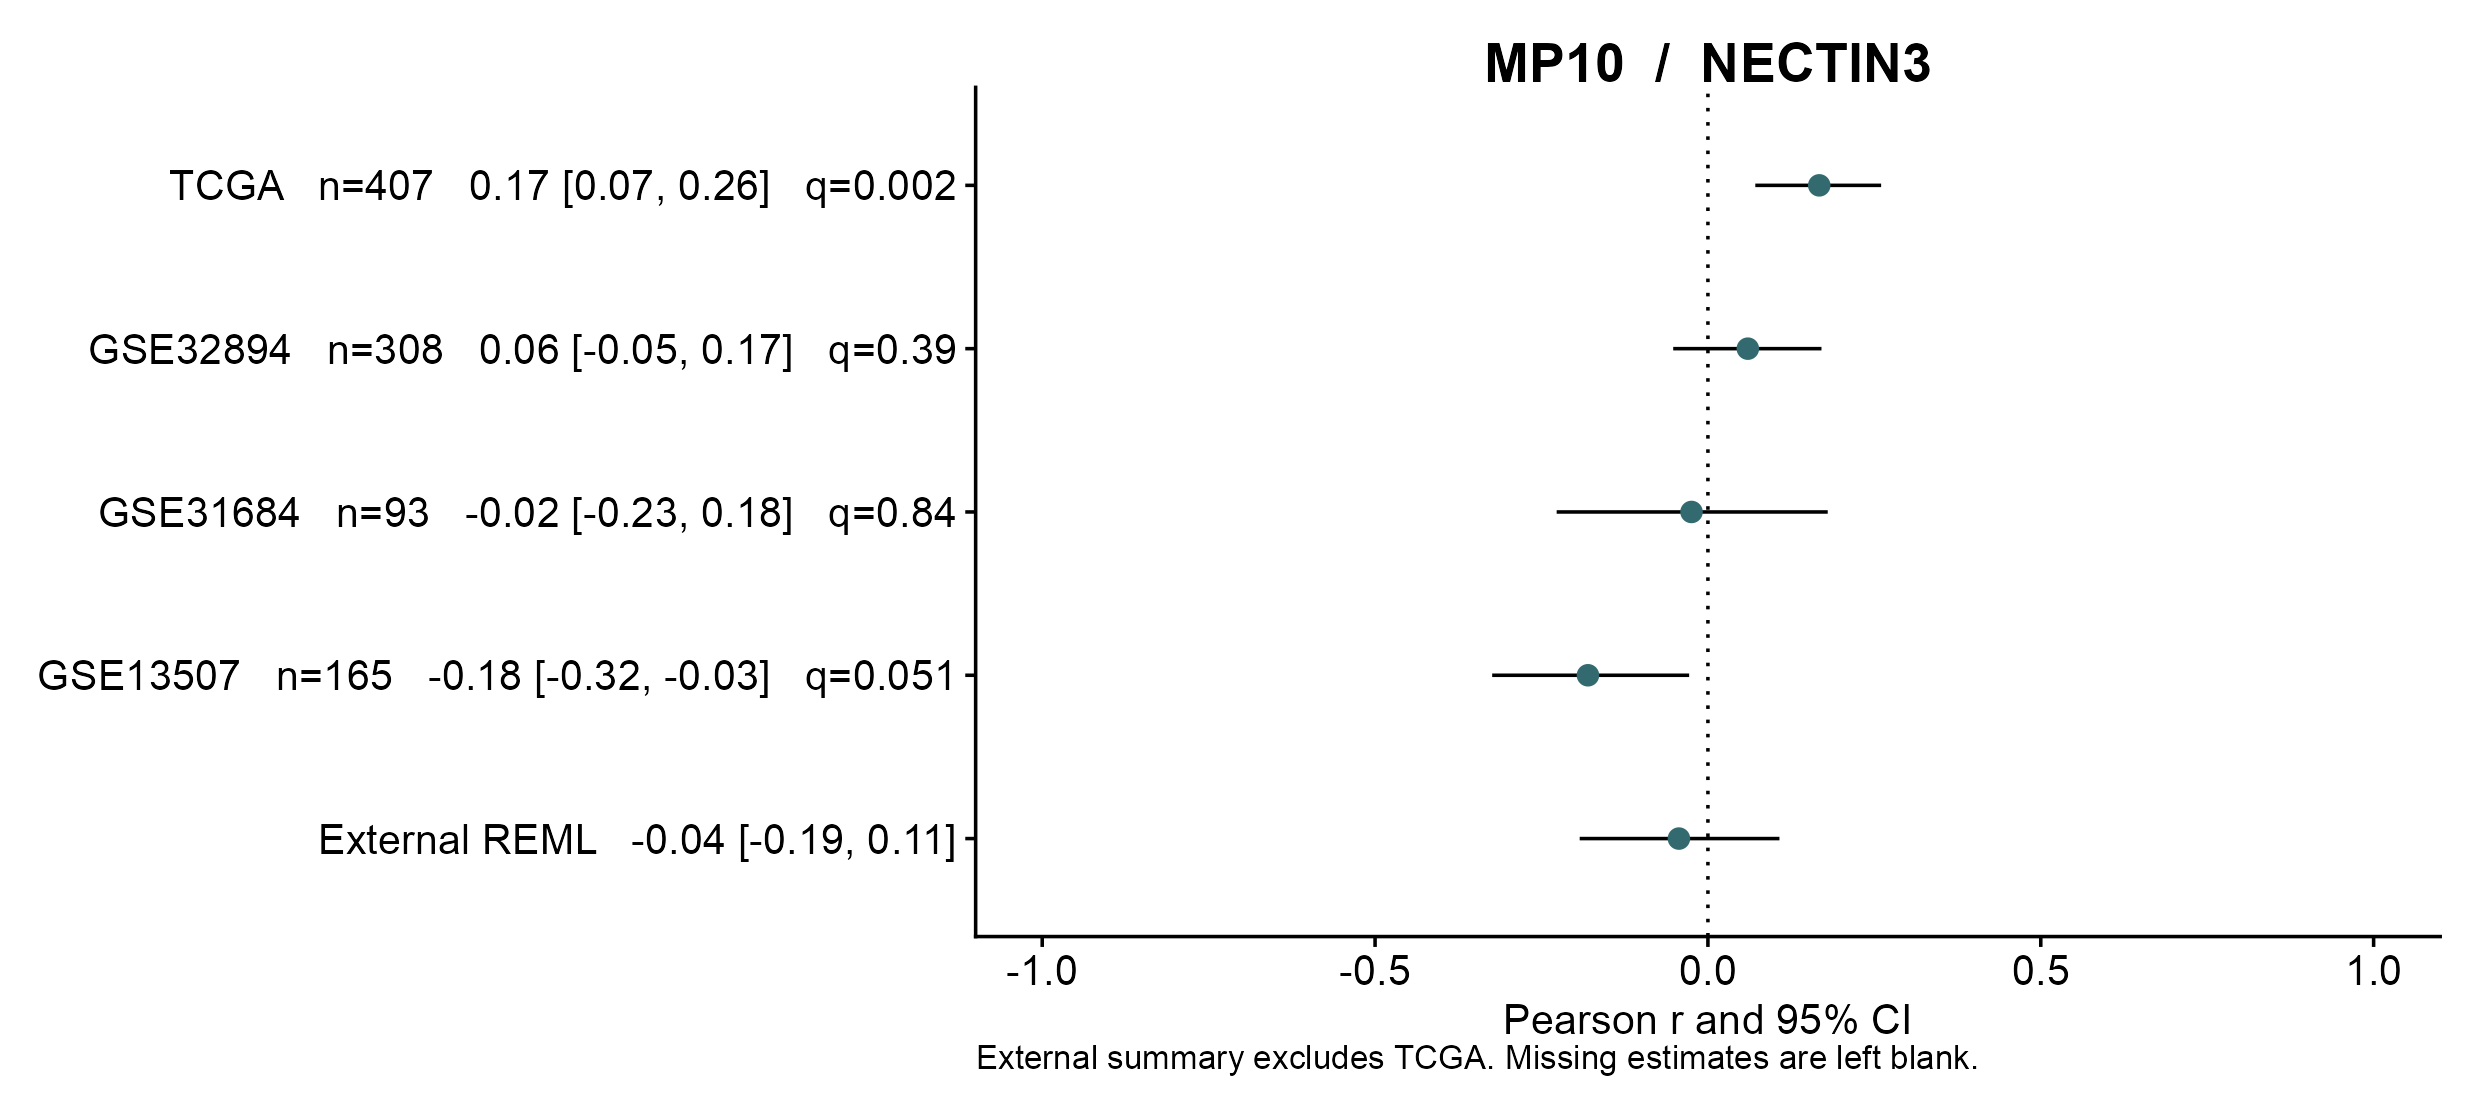 MP10 / NECTIN3
TCGA n=407 0.17 [0.07, 0.26] q=0.002
GSE32894 n=308 0.06 [-0.05, 0.17] q=0.39
GSE31684 n=93 -0.02 [-0.23, 0.18] q=0.84
GSE13507 n=165 -0.18 [-0.32, -0.03] q=0.051
External REML -0.04 [-0.19, 0.11]
-1.0 -0.5 0.0 0.5 1.0
Pearson r and 95% CI
External summary excludes TCGA. Missing estimates are left blank.